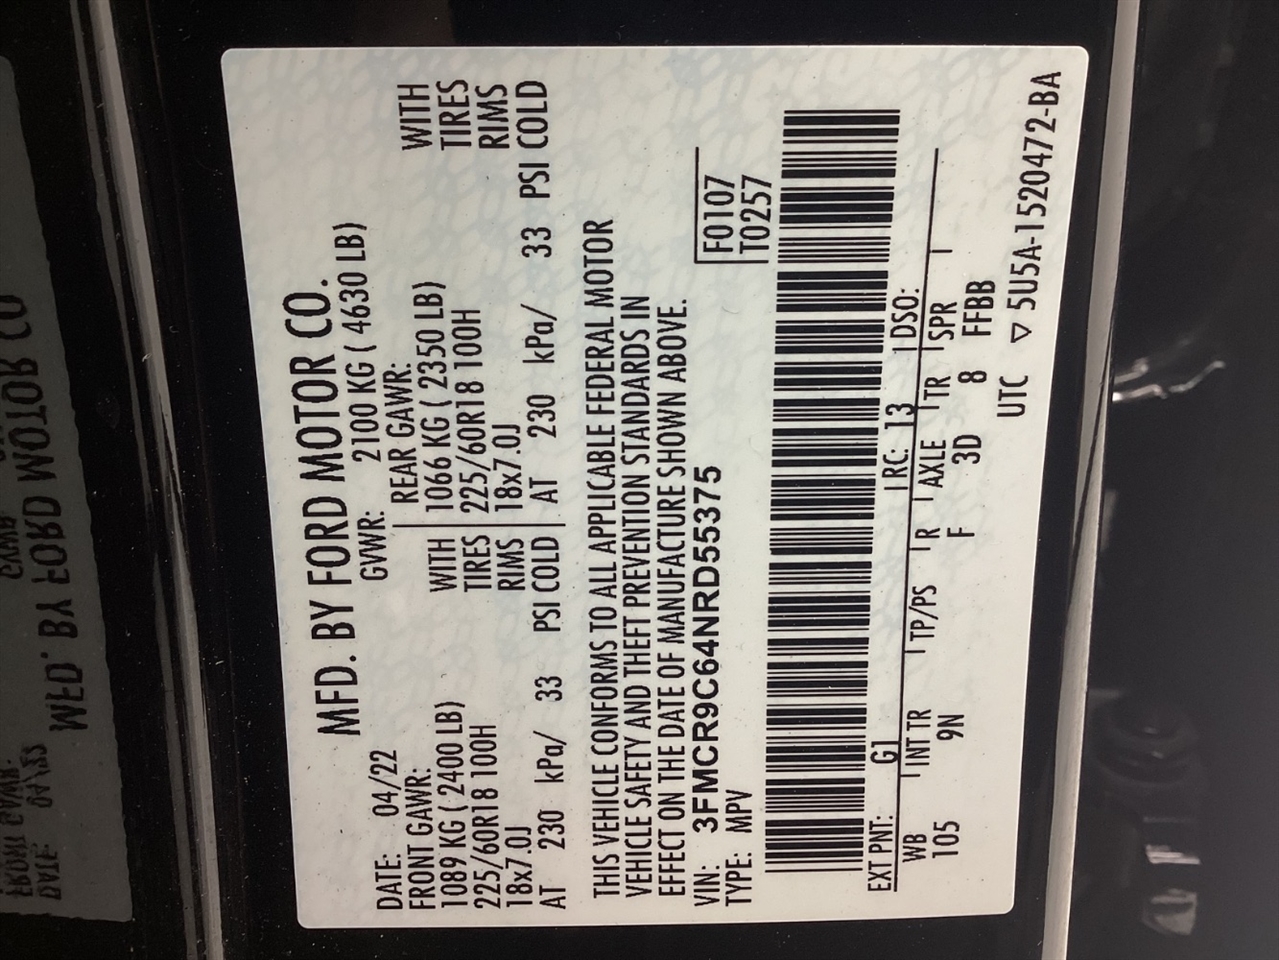 MFD. BY FORD MOTOR CO.
DATE: 04/22 GVWR: 2100 KG ( 4630 LB)
FRONT GAWR: REAR GAWR:
1089 KG ( 2400 LB) WITH 1066 KG ( 2350 LB) WITH
225/60R18 100H TIRES 225/60R18 100H TIRES
18x7.0J RIMS 18x7.0J RIMS
AT 230 kPa/ 33 PSI COLD AT 230 kPa/ 33 PSI COLD
THIS VEHICLE CONFORMS TO ALL APPLICABLE FEDERAL MOTOR
VEHICLE SAFETY AND THEFT PREVENTION STANDARDS IN
EFFECT ON THE DATE OF MANUFACTURE SHOWN ABOVE.
VIN: 3FMCR9C64NRD55375 F0107
TYPE: MPV T0257
EXT PNT: G1 RC: 13 DSO:
WB INT TR TP/PS R AXLE TR SPR
105 9N F 3D 8 FFBB
UTC ▽ 5U5A-1520472-BA
MFD. BY FORD MOTOR CO